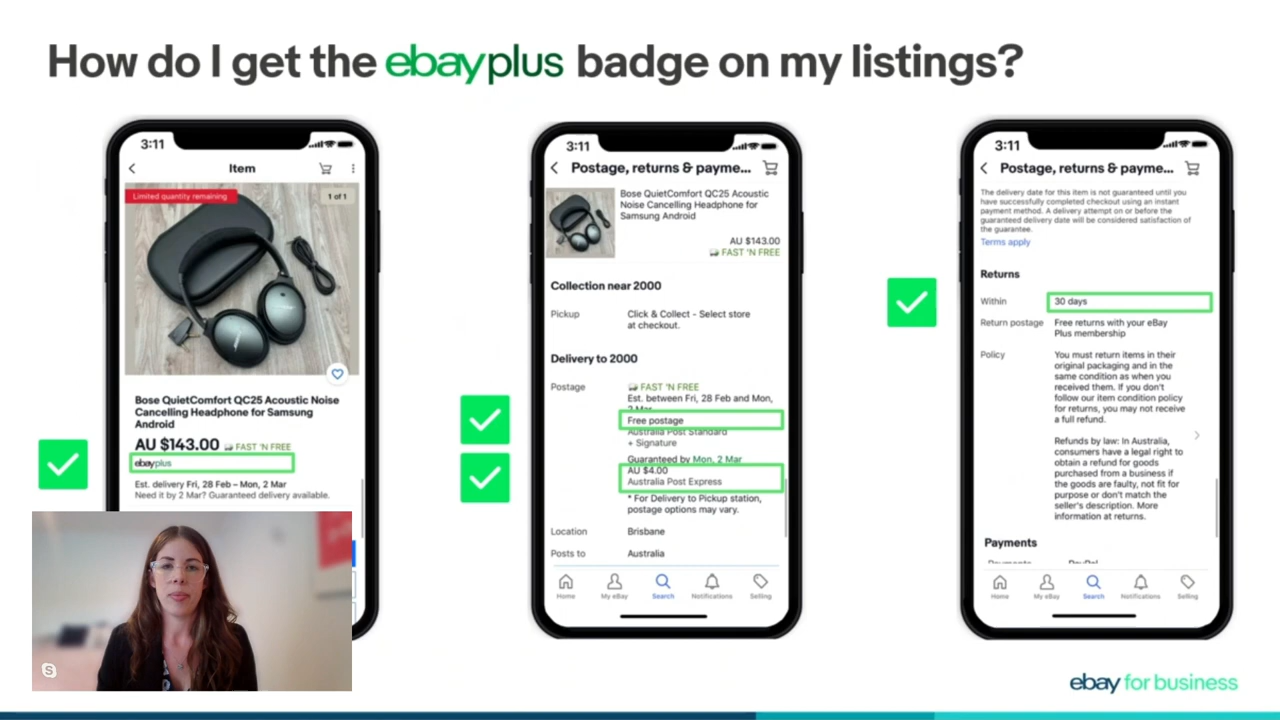 How do I get the ebayplus badge on my listings?
3:11
Item
Limited quantity remaining
1 of 1
Bose QuietComfort QC25 Acoustic Noise
Cancelling Headphone for Samsung
Android
AU $143.00 FAST 'N FREE
ebayplus
Est. delivery Fri, 28 Feb – Mon, 2 Mar
Need it by 2 Mar? Guaranteed delivery available.
3:11
Postage, returns & payme...
Bose QuietComfort QC25 Acoustic
Noise Cancelling Headphone for
Samsung Android
AU $143.00
FAST 'N FREE
Collection near 2000
Pickup
Click & Collect - Select store
at checkout.
Delivery to 2000
Postage
FAST 'N FREE
Est. between Fri, 28 Feb and Mon,
2 Mar
Free postage
Australia Post Standard
+ Signature
Guaranteed by Mon, 2 Mar
AU $4.00
Australia Post Express
* For Delivery to Pickup station,
postage options may vary.
Location
Brisbane
Posts to
Australia
Home
My eBay
Search
Notifications
Selling
3:11
Postage, returns & payme...
The delivery date for this item is not guaranteed until you
have successfully completed checkout using an instant
payment method. A delivery attempt on or before the
guaranteed delivery date will be considered satisfaction of
the guarantee.
Terms apply
Returns
Within
30 days
Return postage
Free returns with your eBay
Plus membership
Policy
You must return items in their
original packaging and in the
same condition as when you
received them. If you don't
follow our item condition policy
for returns, you may not receive
a full refund.
Refunds by law: In Australia,
consumers have a legal right to
obtain a refund for goods
purchased from a business if
the goods are faulty, not fit for
purpose or don't match the
seller's description. More
information at returns.
Payments
Payments
PayPal
Home
My eBay
Search
Notifications
Selling
ebay for business